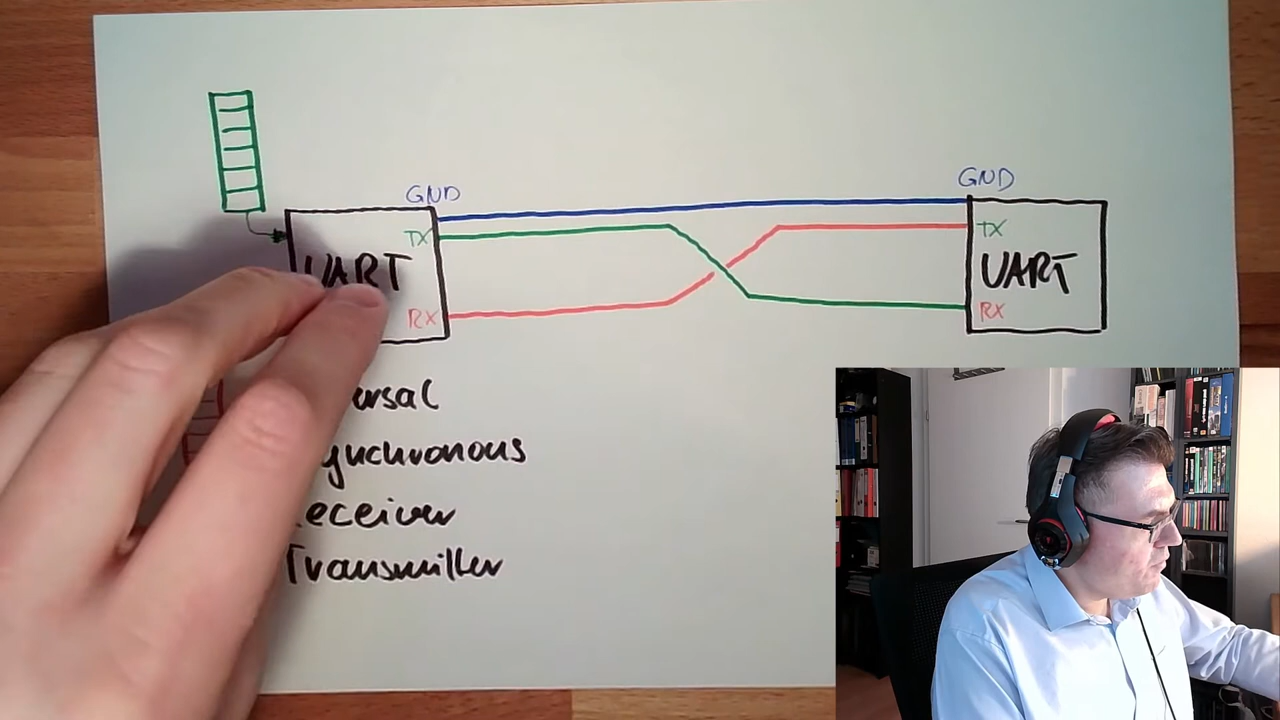 GND
GND
TX
TX
UART
UART
RX
RX
ersal
ynchronous
eceiver
Transmitter